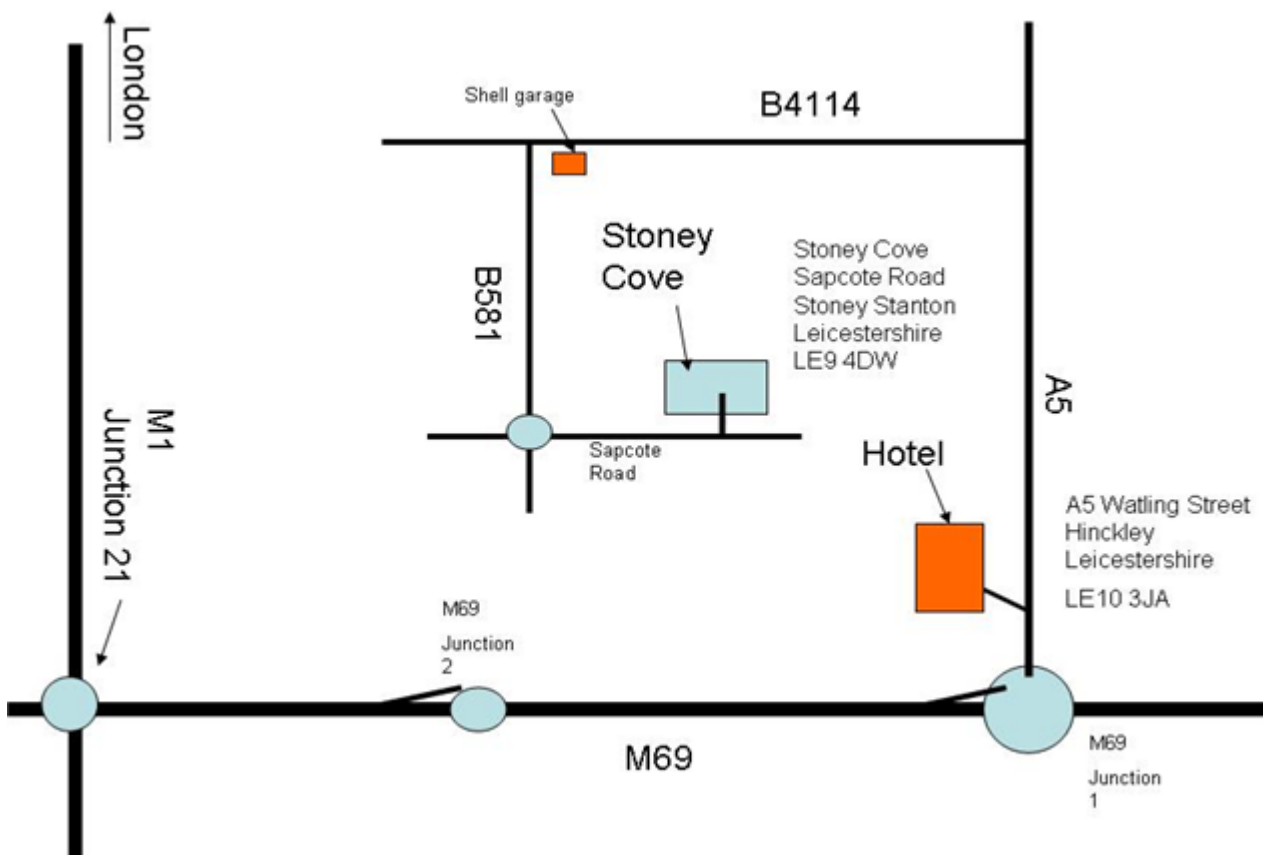 London
Shell garage
B4114
Stoney
Cove
Stoney Cove
Sapcote Road
Stoney Stanton
Leicestershire
LE9 4DW
B581
A5
M1
Junction 21
Sapcote
Road
Hotel
A5 Watling Street
Hinckley
Leicestershire
LE10 3JA
M69
Junction
2
M69
M69
Junction
1